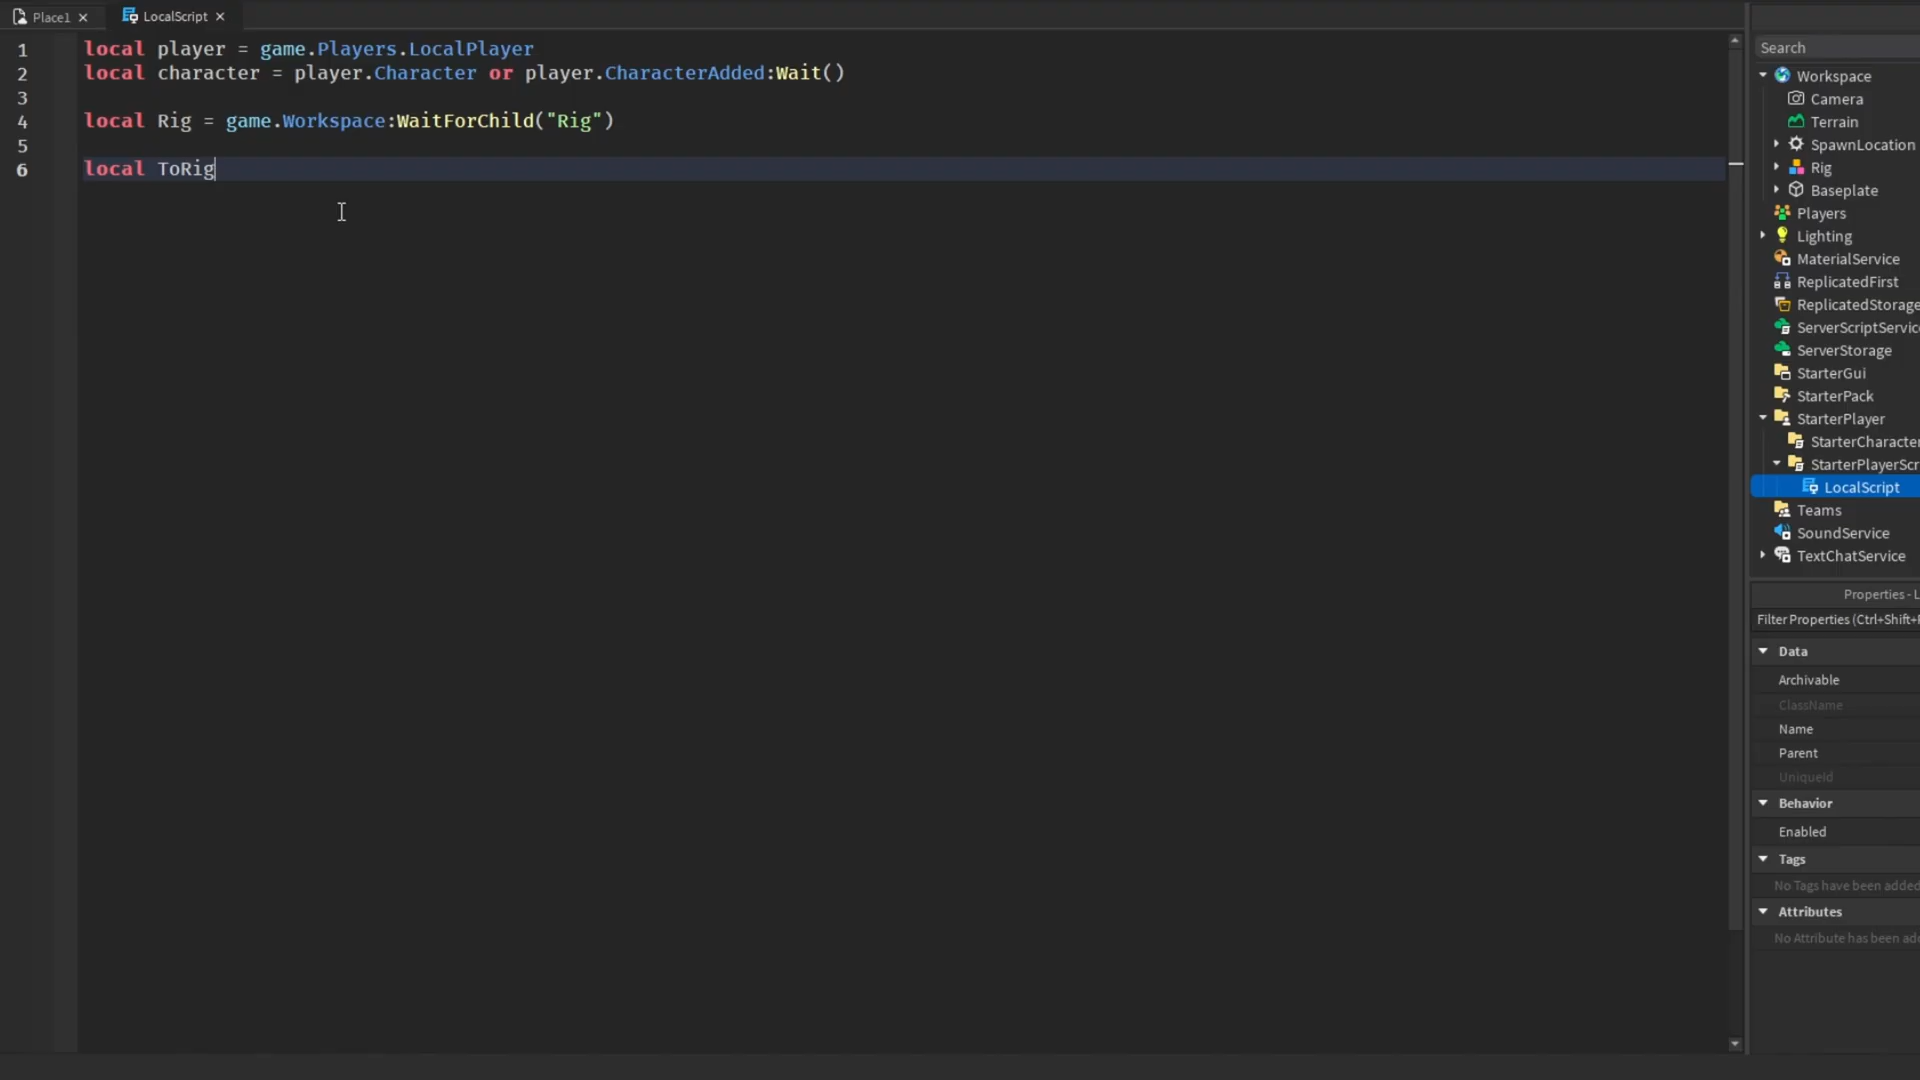 Place1
LocalScript
1 local player = game.Players.LocalPlayer
2 local character = player.Character or player.CharacterAdded:Wait()
3
4 local Rig = game.Workspace:WaitForChild("Rig")
5
6 local ToRig
Search
Workspace
Camera
Terrain
SpawnLocation
Rig
Baseplate
Players
Lighting
MaterialService
ReplicatedFirst
ReplicatedStorage
ServerScriptServic
ServerStorage
StarterGui
StarterPack
StarterPlayer
StarterCharacter
StarterPlayerScr
LocalScript
Teams
SoundService
TextChatService
Properties - L
Filter Properties (Ctrl+Shift+P
Data
Archivable
ClassName
Name
Parent
UniqueId
Behavior
Enabled
Tags
No Tags have been added
Attributes
No Attribute has been add